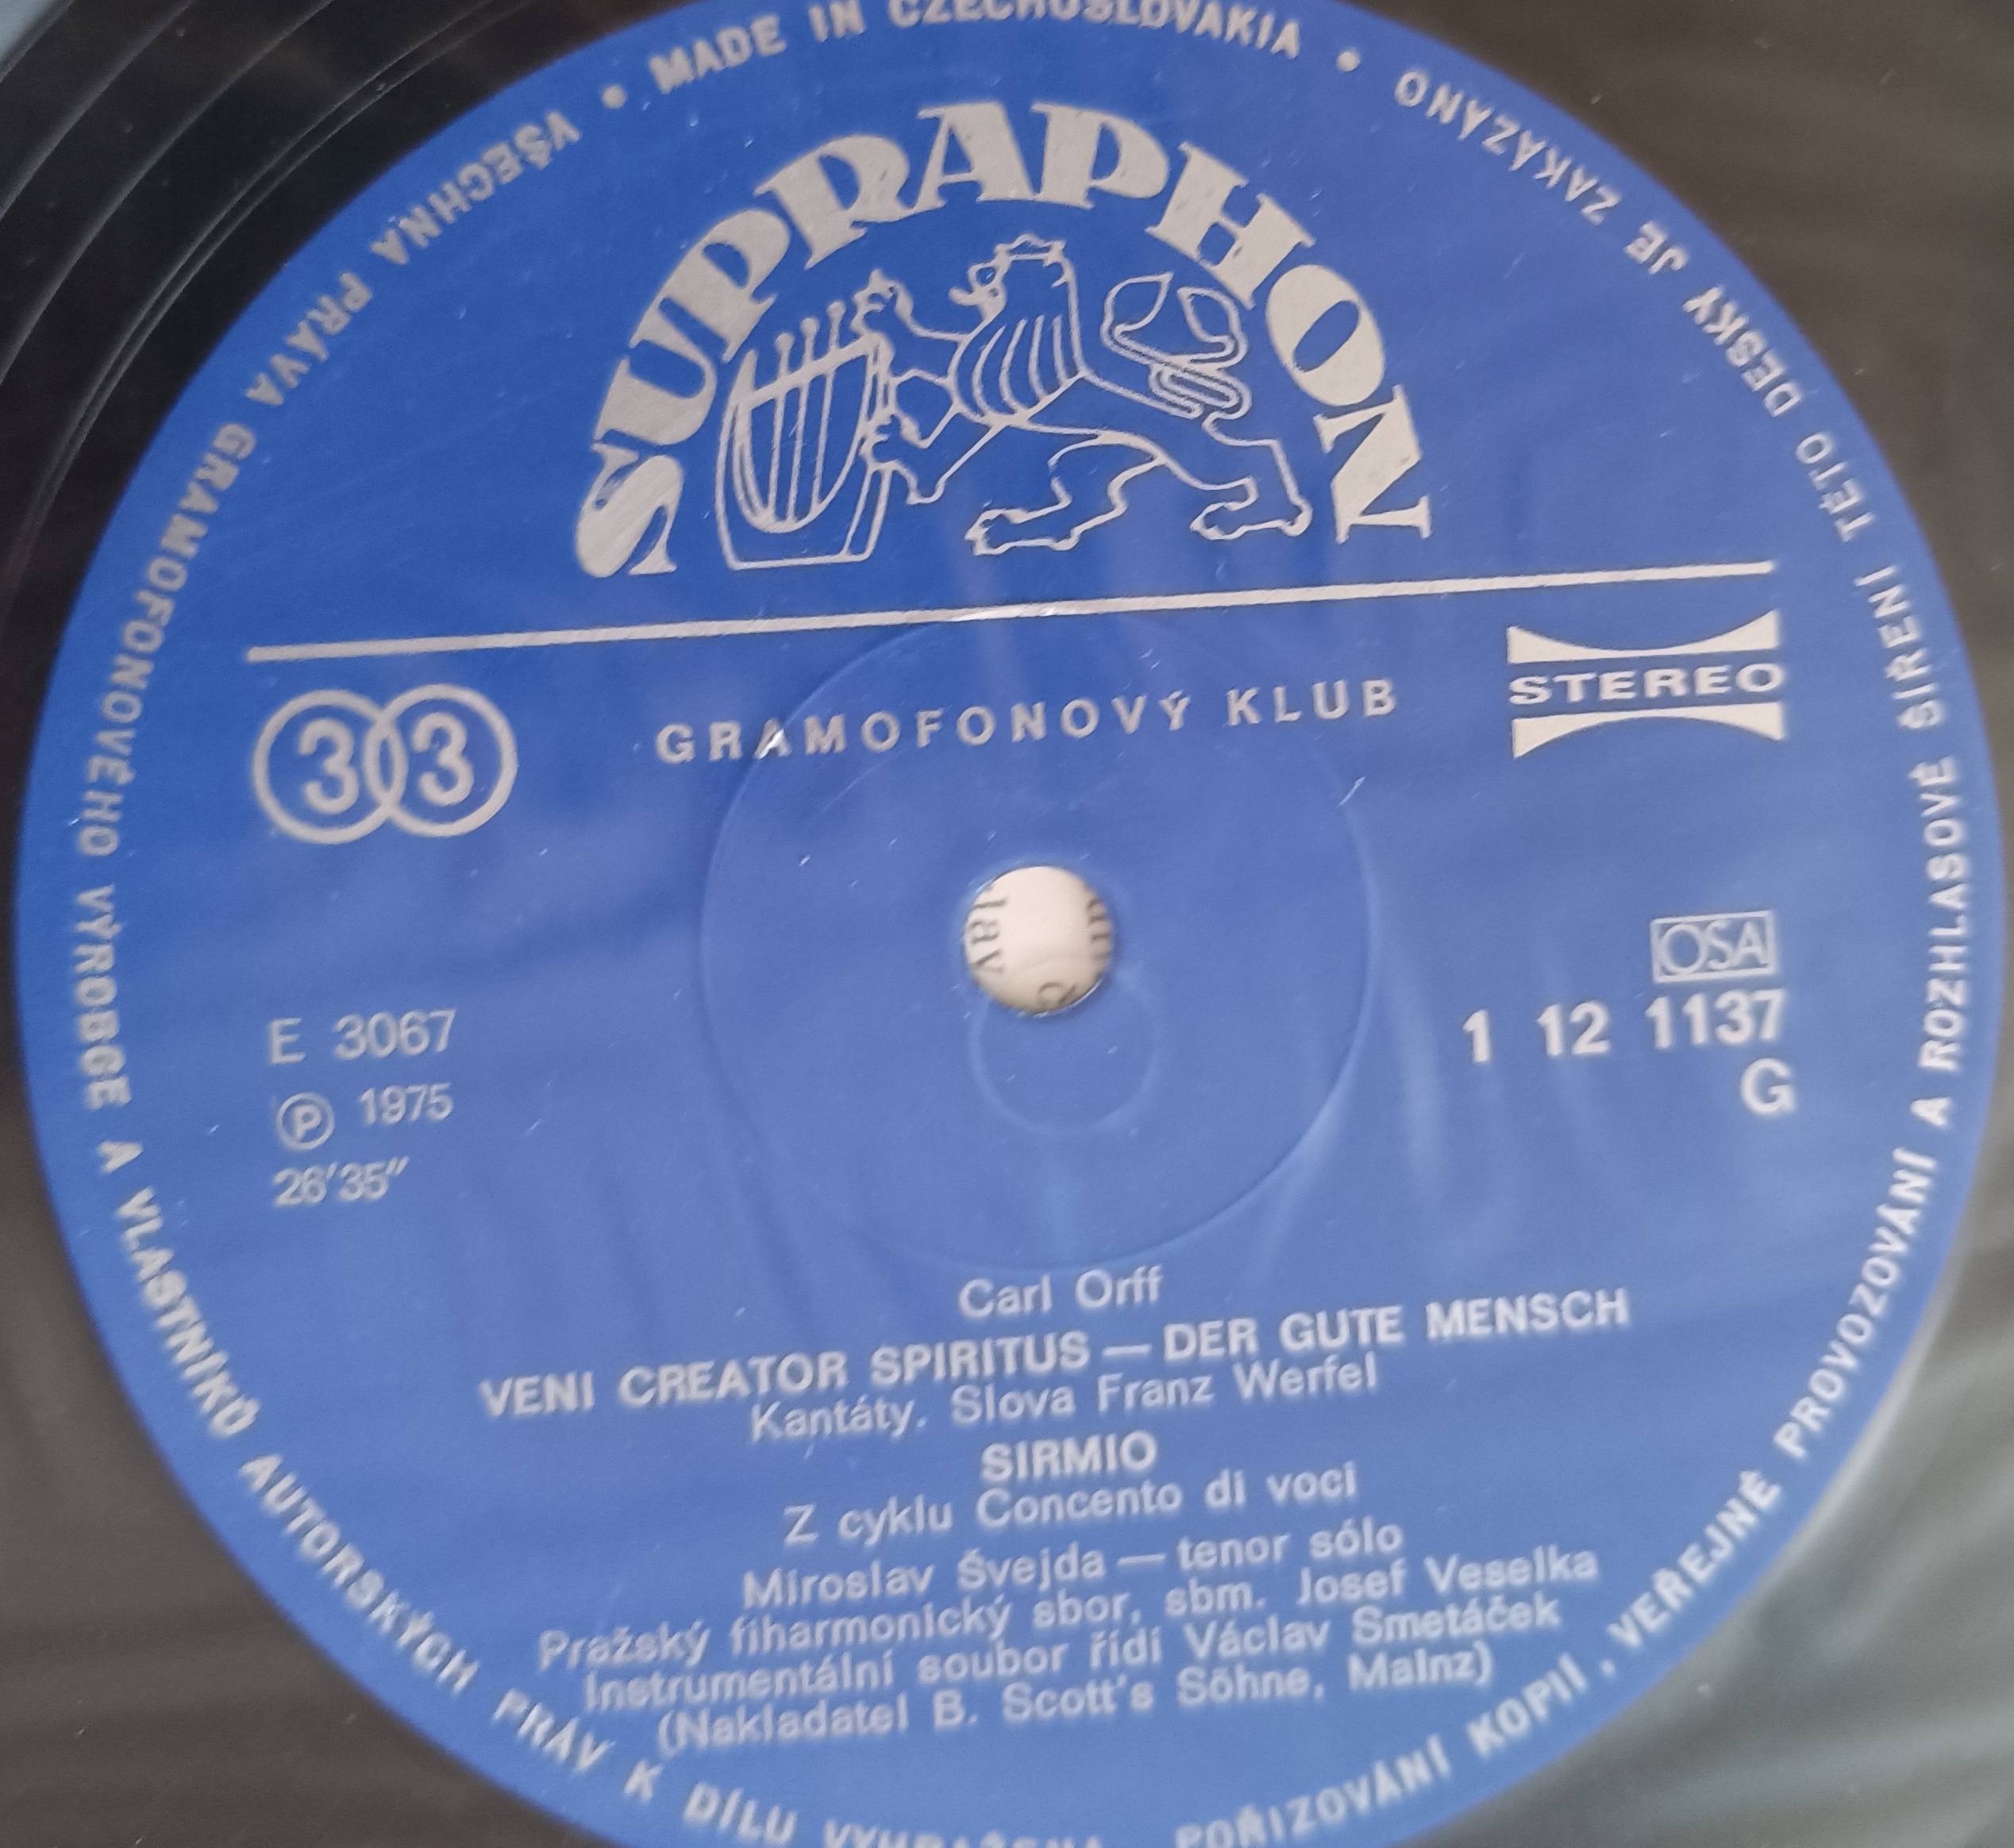 • MADE IN CZECHOSLOVAKIA •
SUPRAPHON
33
GRAMOFONOVÝ KLUB
STEREO
OSA
E 3067
1 12 1137
G
Ⓟ 1975
26′35″
Carl Orff
VENI CREATOR SPIRITUS — DER GUTE MENSCH
Kantáty. Slova Franz Werfel
SIRMIO
Z cyklu Concento di voci
Miroslav Švejda — tenor sólo
Pražský fiharmonický sbor, sbm. Josef Veselka
Instrumentální soubor řídí Václav Smetáček
(Nakladatel B. Scott's Söhne, Mainz)
VŠECHNA PRÁVA GRAMOFONOVÉHO VÝROBCE A VLASTNÍKŮ AUTORSKÝCH PRÁV K DÍLU VYHRAŽENA. POŘIZOVÁNÍ KOPIÍ, VEŘEJNÉ PROVOZOVÁNÍ A ROZHLASOVÉ ŠÍŘENÍ TÉTO DESKY JE ZAKÁZÁNO
lav